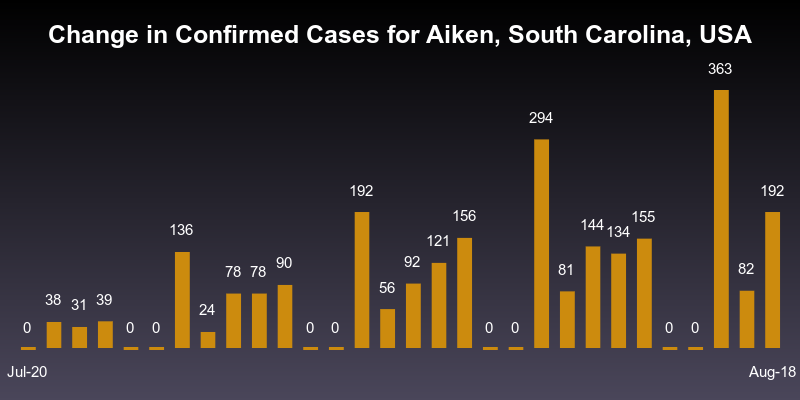 Change in Confirmed Cases for Aiken, South Carolina, USA
0 38 31 39 0 0 136 24 78 78 90 0 0 192 56 92 121 156 0 0 294 81 144 134 155 0 0 363 82 192
Jul-20 Aug-18